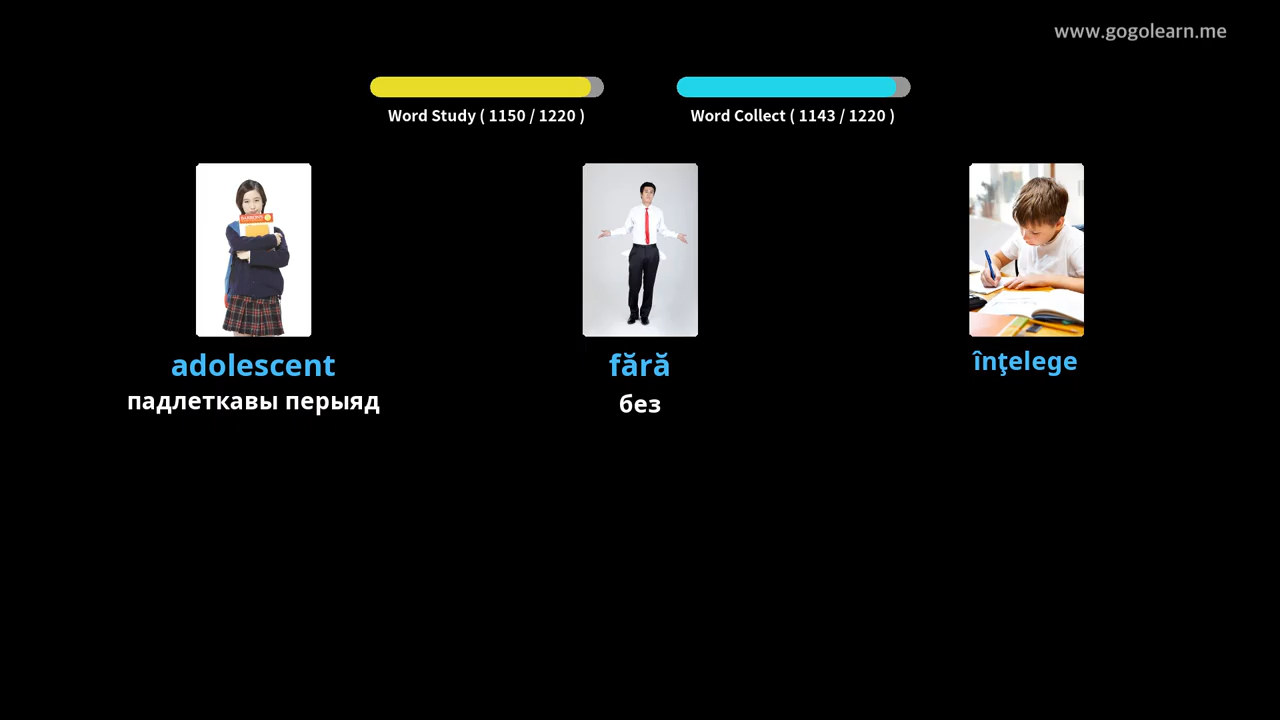 www.gogolearn.me
Word Study ( 1150 / 1220 )
Word Collect ( 1143 / 1220 )
adolescent
падлеткавы перыяд
fără
без
înţelege